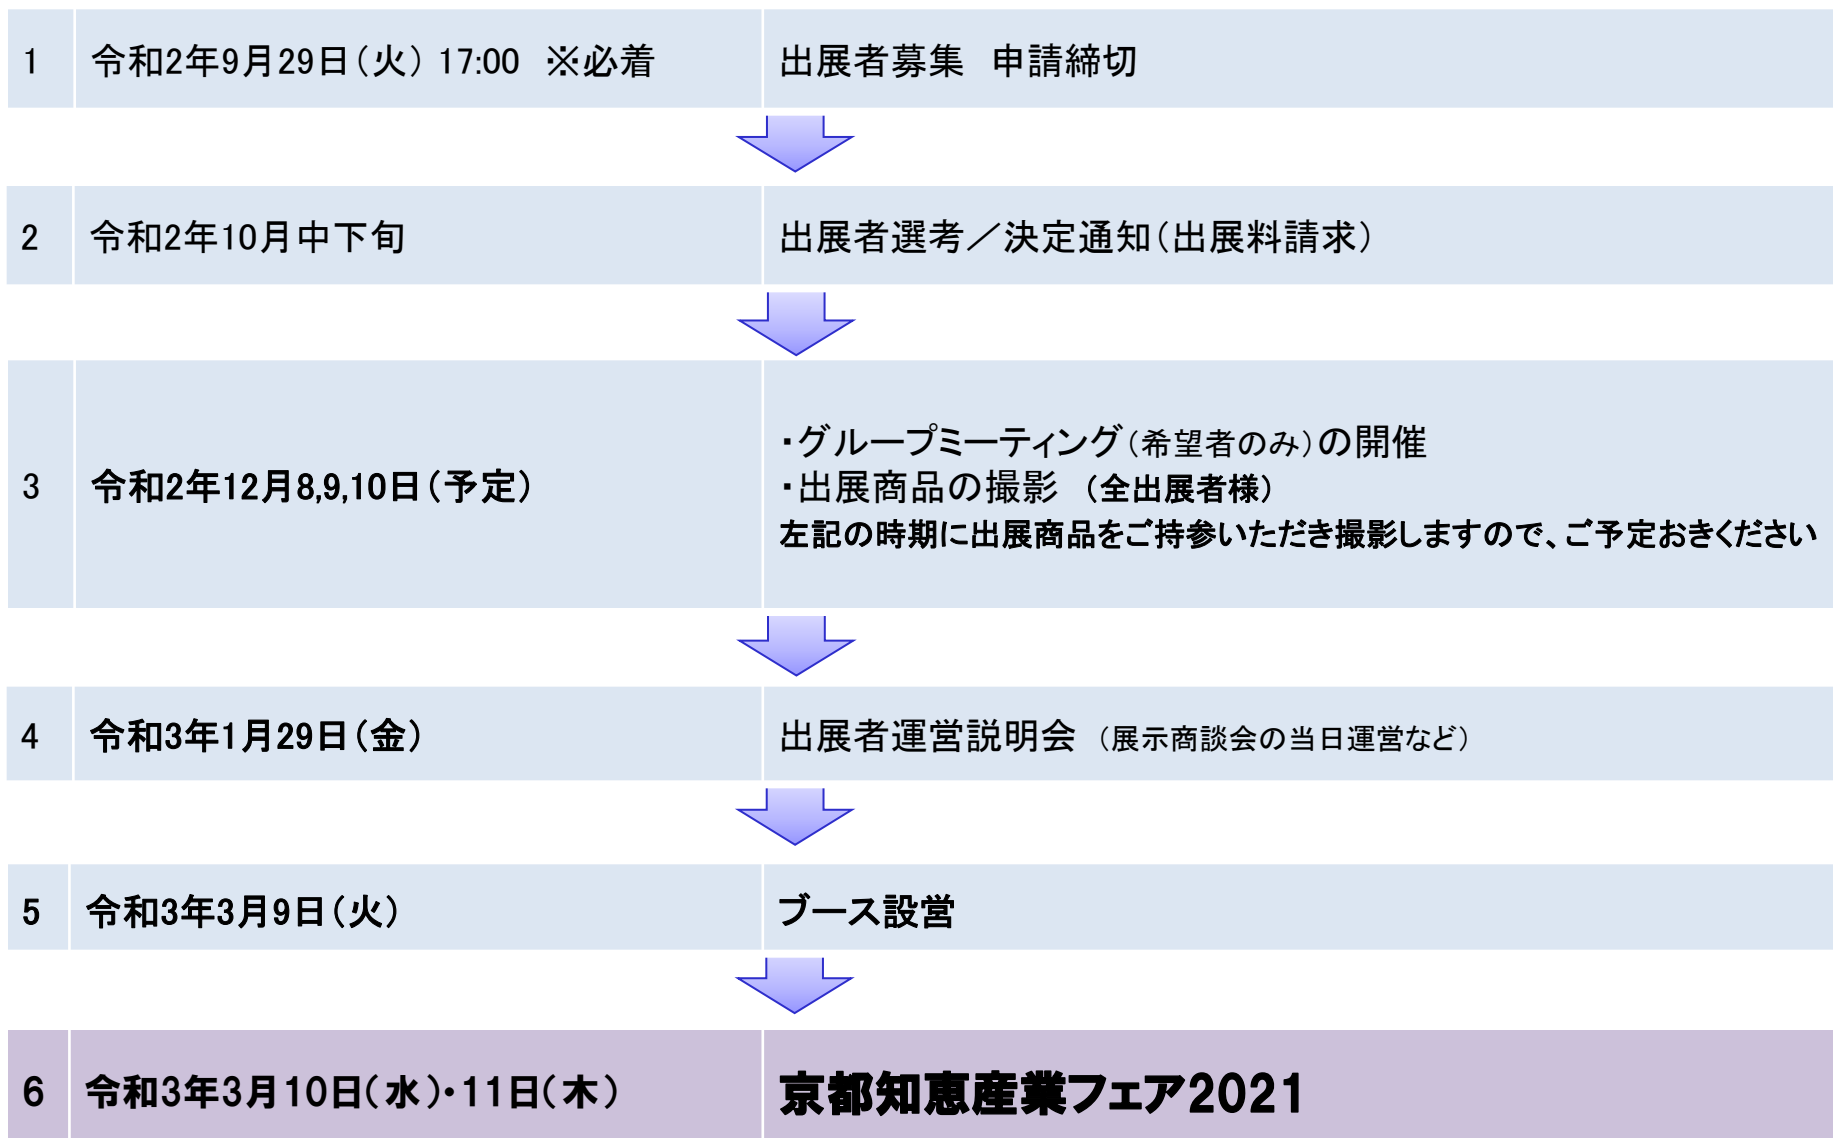 1 令和2年9月29日（火） 17:00　※必着 出展者募集　申請締切
2 令和2年10月中下旬 出展者選考／決定通知（出展料請求）
3 令和2年12月8,9,10日（予定）
・グループミーティング（希望者のみ）の開催
・出展商品の撮影　（全出展者様）
左記の時期に出展商品をご持参いただき撮影しますので、ご予定おきください
4 令和3年1月29日（金） 出展者運営説明会　（展示商談会の当日運営など）
5 令和3年3月9日（火） ブース設営
6 令和3年3月10日（水）・11日（木） 京都知恵産業フェア2021